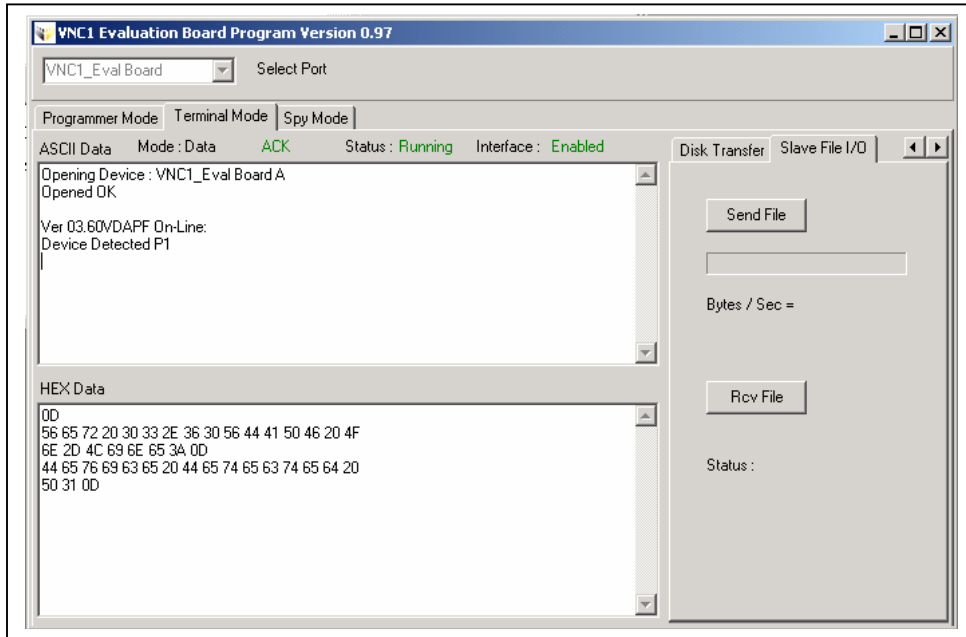 VNC1 Evaluation Board Program Version 0.97
VNC1_Eval Board Select Port
Programmer Mode Terminal Mode Spy Mode
ASCII Data Mode : Data ACK Status : Running Interface : Enabled
Opening Device : VNC1_Eval Board A
Opened OK
Ver 03.60VDAPF On-Line:
Device Detected P1
HEX Data
0D
56 65 72 20 30 33 2E 36 30 56 44 41 50 46 20 4F
6E 2D 4C 69 6E 65 3A 0D
44 65 76 69 63 65 20 44 65 74 65 63 74 65 64 20
50 31 0D
Disk Transfer Slave File I/O
Send File
Bytes / Sec =
Rcv File
Status :